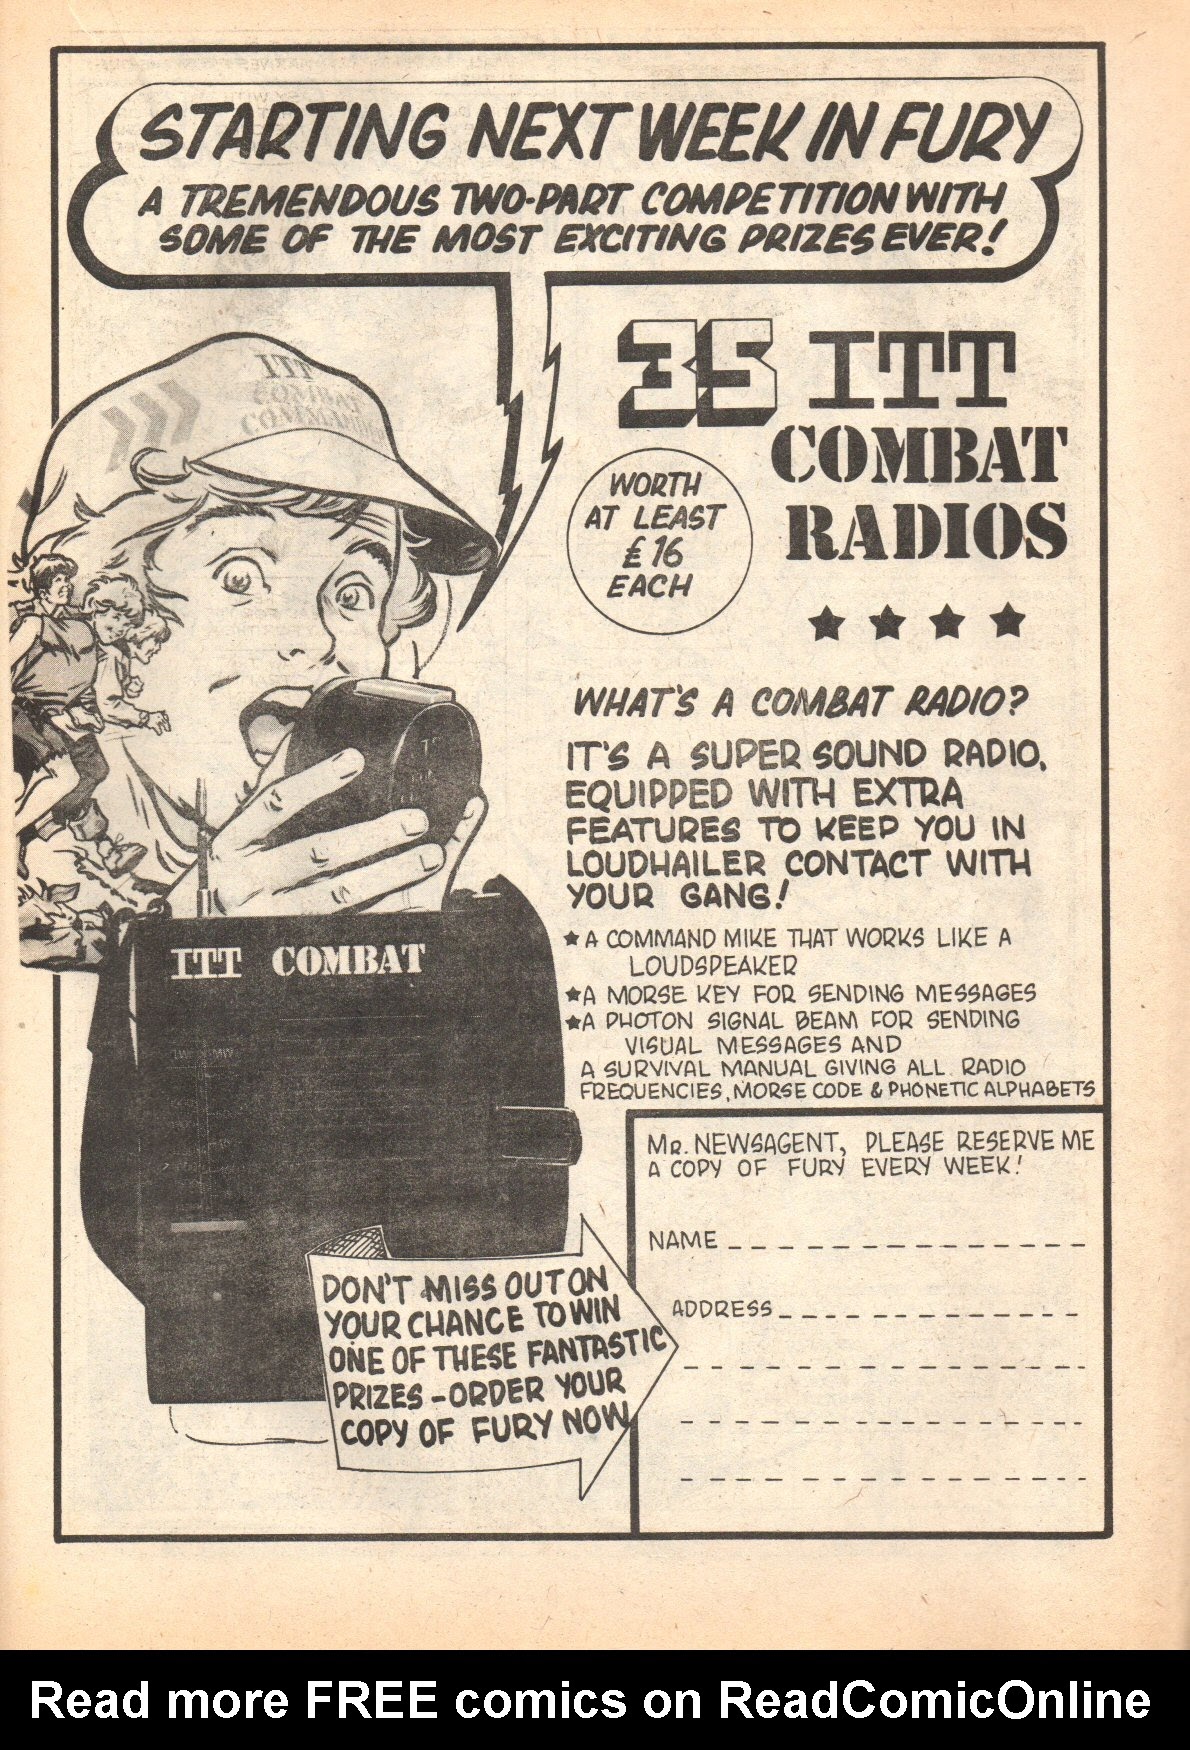 STARTING NEXT WEEK IN FURY
A TREMENDOUS TWO-PART COMPETITION WITH
SOME OF THE MOST EXCITING PRIZES EVER!
35 ITT
COMBAT
RADIOS
WORTH
AT LEAST
£16
EACH
ITT
COMBAT
COMMANDER
WHAT'S A COMBAT RADIO?
IT'S A SUPER SOUND RADIO,
EQUIPPED WITH EXTRA
FEATURES TO KEEP YOU IN
LOUDHAILER CONTACT WITH
YOUR GANG!
★ A COMMAND MIKE THAT WORKS LIKE A
LOUDSPEAKER
★ A MORSE KEY FOR SENDING MESSAGES
★ A PHOTON SIGNAL BEAM FOR SENDING
VISUAL MESSAGES AND
A SURVIVAL MANUAL GIVING ALL RADIO
FREQUENCIES, MORSE CODE & PHONETIC ALPHABETS
ITT COMBAT
MR. NEWSAGENT, PLEASE RESERVE ME
A COPY OF FURY EVERY WEEK!
NAME
ADDRESS
DON'T MISS OUT ON
YOUR CHANCE TO WIN
ONE OF THESE FANTASTIC
PRIZES - ORDER YOUR
COPY OF FURY NOW
Read more FREE comics on ReadComicOnline